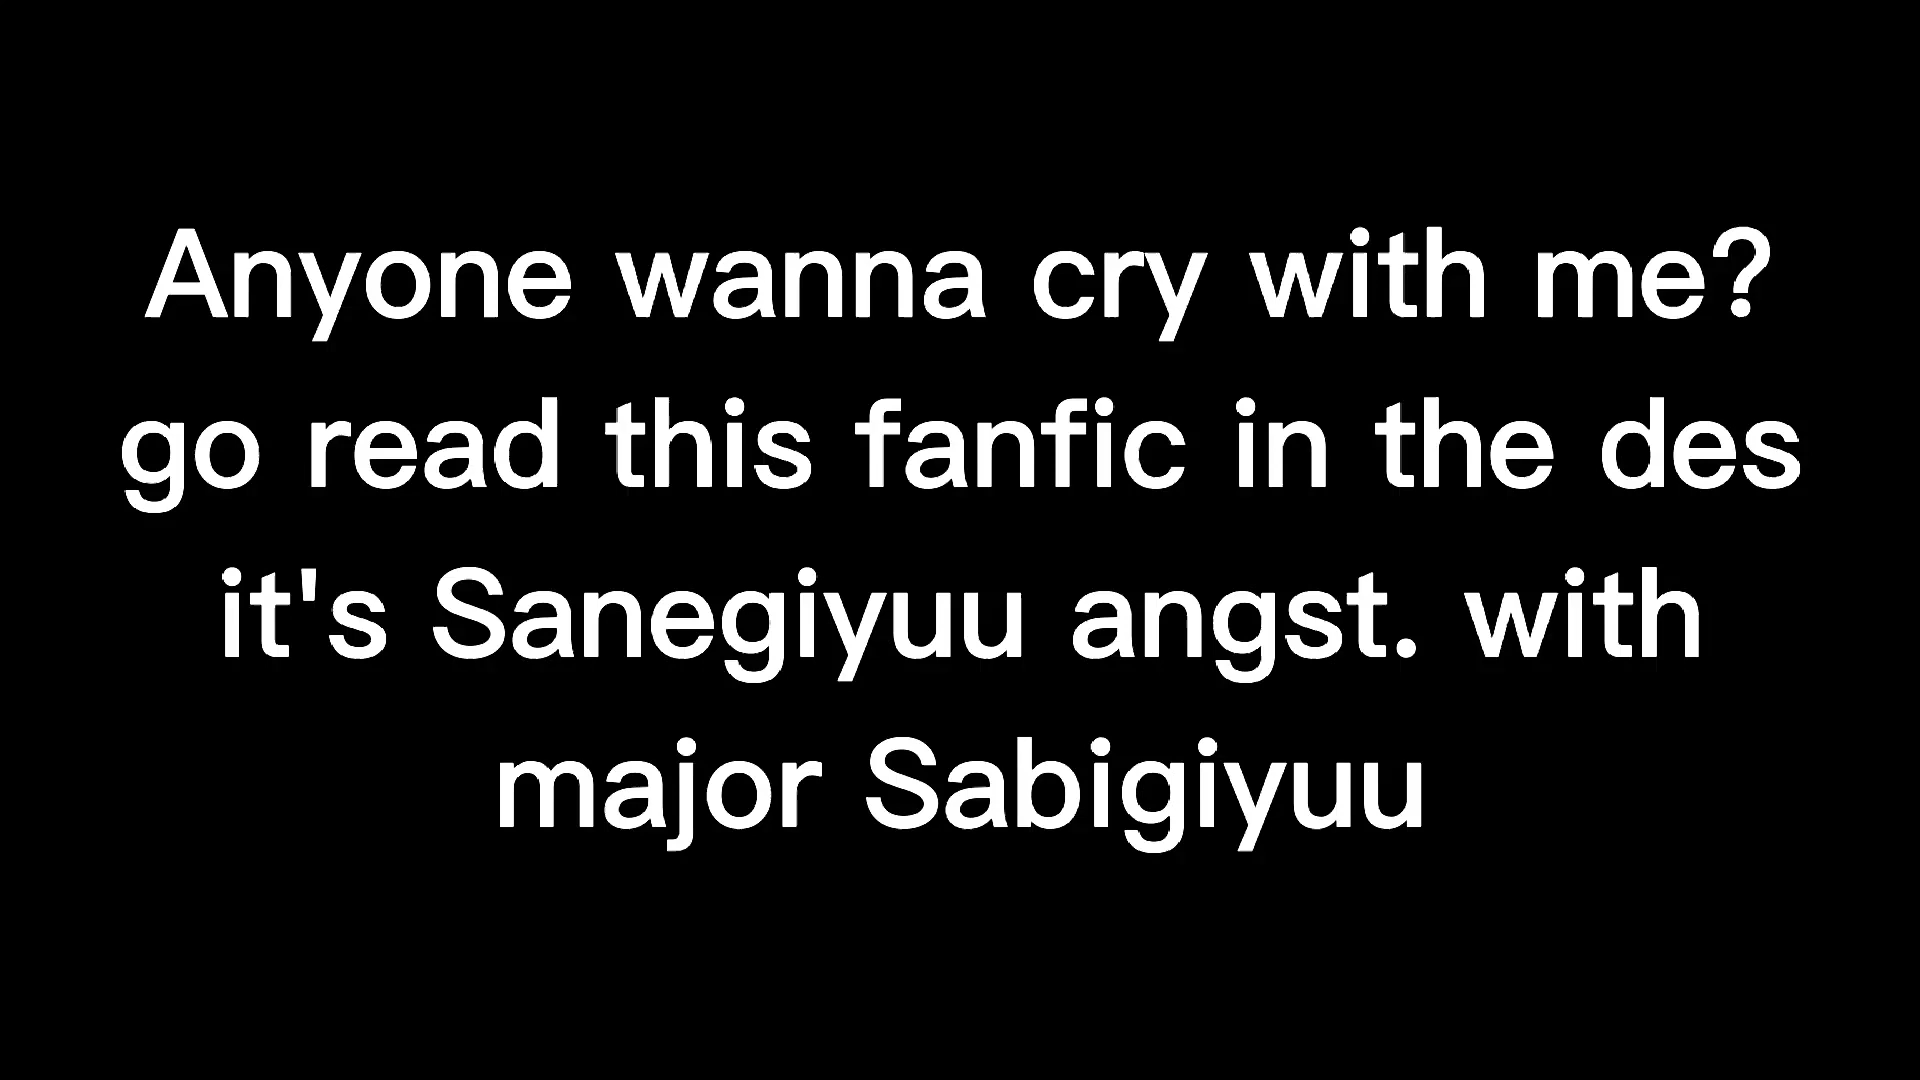 Anyone wanna cry with me?
go read this fanfic in the des
it's Sanegiyuu angst. with
major Sabigiyuu